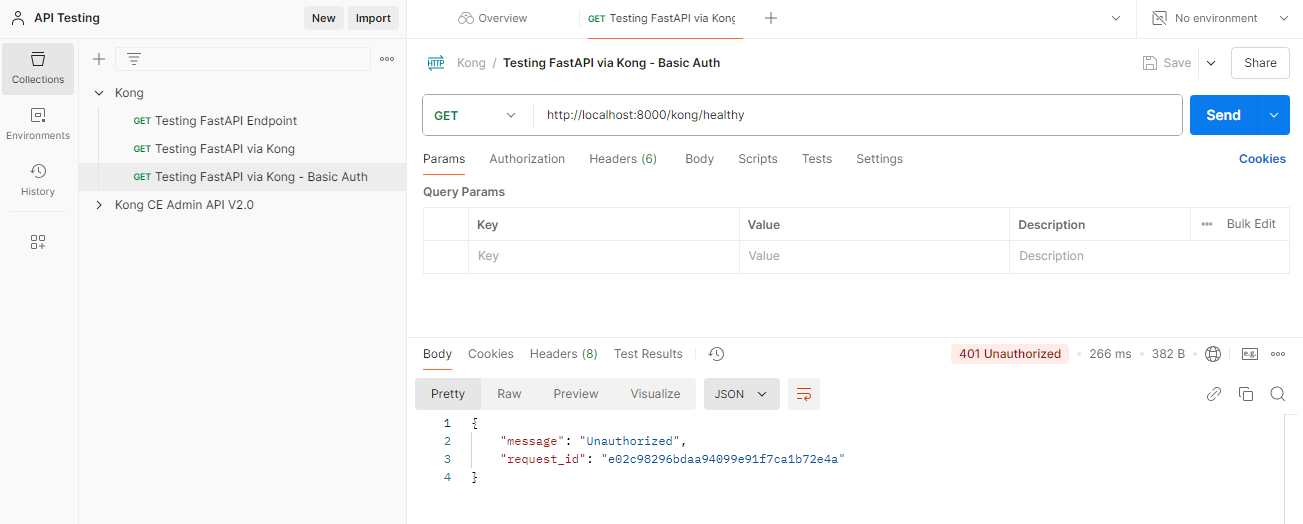 API Testing
New
Import
Overview
GET Testing FastAPI via Kong
No environment
Collections
Environments
History
Kong
GET Testing FastAPI Endpoint
GET Testing FastAPI via Kong
GET Testing FastAPI via Kong - Basic Auth
Kong CE Admin API V2.0
HTTP Kong / Testing FastAPI via Kong - Basic Auth
Save
Share
GET http://localhost:8000/kong/healthy
Send
Params Authorization Headers (6) Body Scripts Tests Settings
Cookies
Query Params
Key Value Description Bulk Edit
Key Value Description
Body Cookies Headers (8) Test Results
401 Unauthorized • 266 ms • 382 B
e.g.
Pretty Raw Preview Visualize JSON
1 {
2 "message": "Unauthorized",
3 "request_id": "e02c98296bdaa94099e91f7ca1b72e4a"
4 }